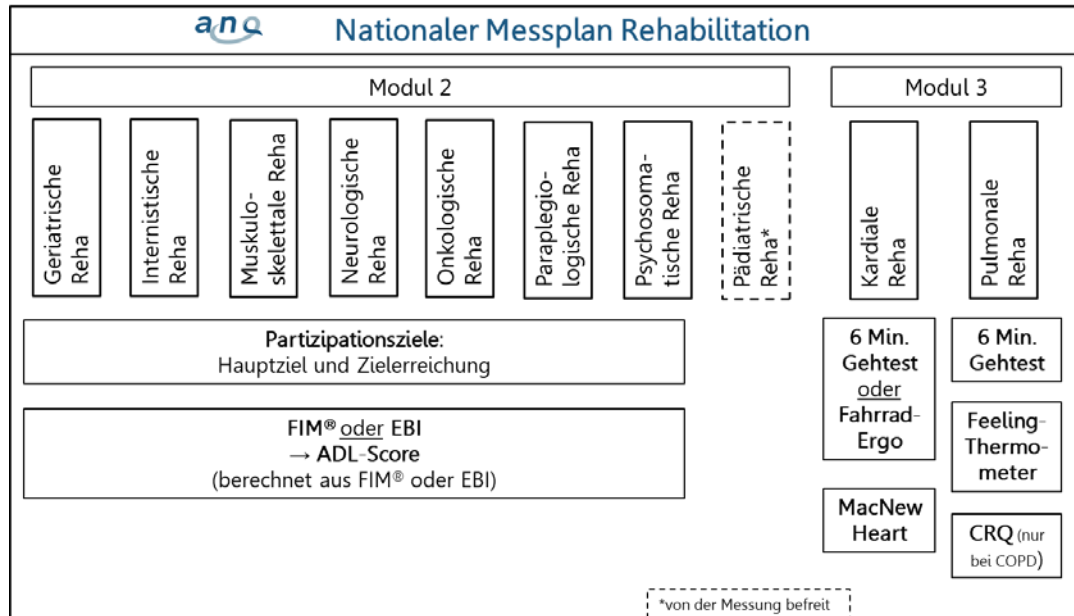 anq
Nationaler Messplan Rehabilitation
Modul 2
Modul 3
Geriatrische
Reha
Internistische
Reha
Muskulo-
skelettale Reha
Neurologische
Reha
Onkologische
Reha
Paraplegio-
logische Reha
Psychosoma-
tische Reha
Pädiatrische
Reha*
Kardiale
Reha
Pulmonale
Reha
Partizipationsziele:
Hauptziel und Zielerreichung
FIM® oder EBI
→ ADL-Score
(berechnet aus FIM® oder EBI)
6 Min.
Gehtest
oder
Fahrrad-
Ergo
MacNew
Heart
6 Min.
Gehtest
Feeling-
Thermo-
meter
CRQ (nur
bei COPD)
*von der Messung befreit